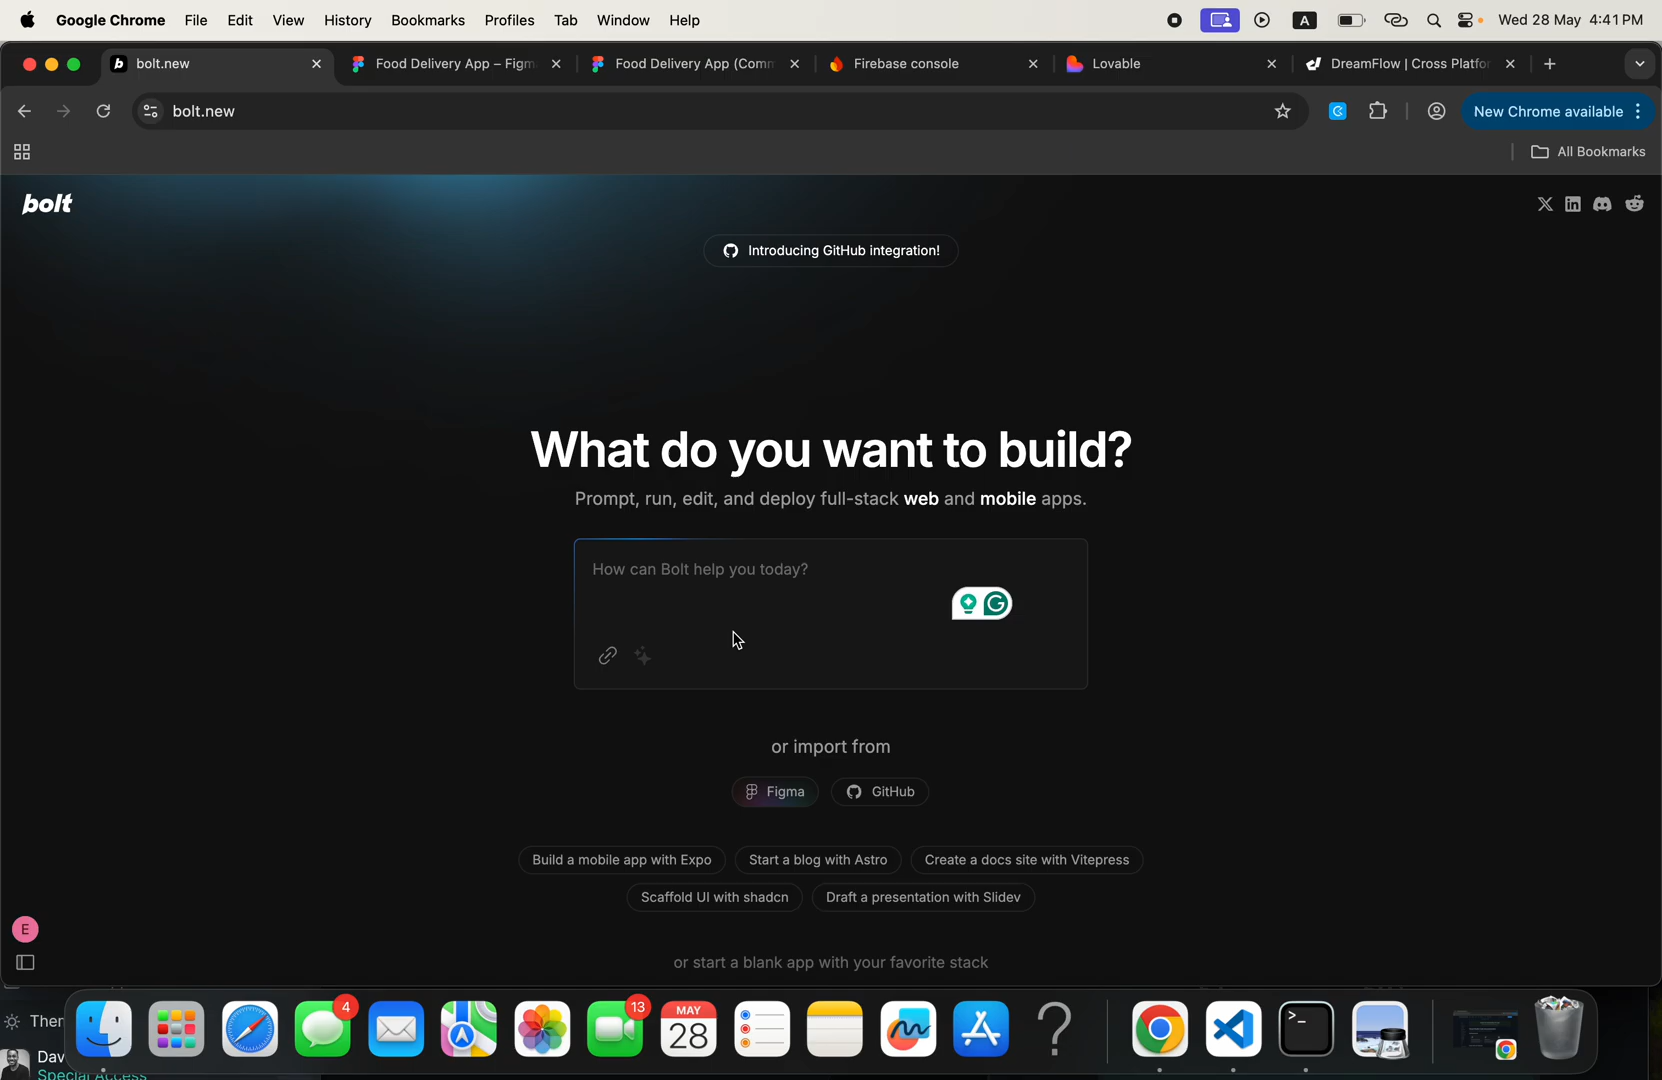 Google Chrome File Edit View History Bookmarks Profiles Tab Window Help A Wed 28 May 4:41 PM
b bolt.new Food Delivery App – Figm Food Delivery App (Comm Firebase console Lovable DreamFlow | Cross Platfor
bolt.new New Chrome available
All Bookmarks
bolt
Introducing GitHub integration!
What do you want to build?
Prompt, run, edit, and deploy full-stack web and mobile apps.
How can Bolt help you today?
or import from
Figma GitHub
Build a mobile app with Expo Start a blog with Astro Create a docs site with Vitepress
Scaffold UI with shadcn Draft a presentation with Slidev
E
or start a blank app with your favorite stack
4 13 MAY
28
Dav
Special Access